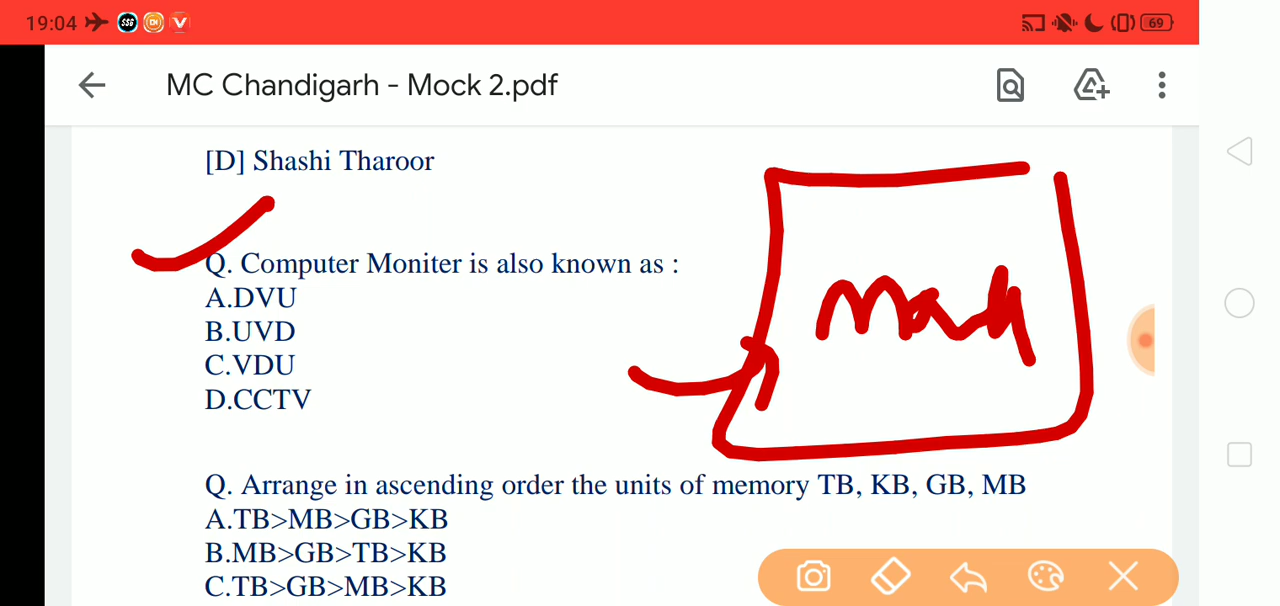 19:04
69
MC Chandigarh - Mock 2.pdf
[D] Shashi Tharoor
Q. Computer Moniter is also known as :
A.DVU
B.UVD
C.VDU
D.CCTV
Q. Arrange in ascending order the units of memory TB, KB, GB, MB
A.TB>MB>GB>KB
B.MB>GB>TB>KB
C.TB>GB>MB>KB